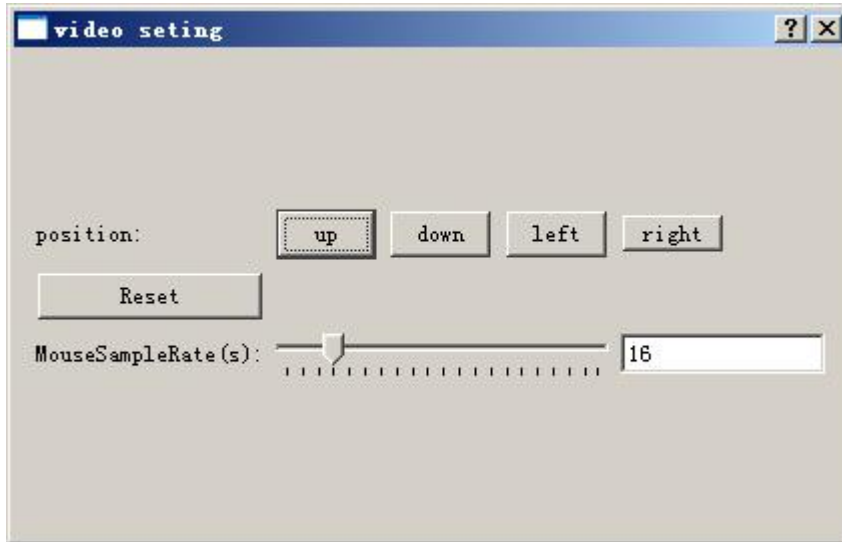 video seting
position: up down left right
Reset
MouseSampleRate(s): 16